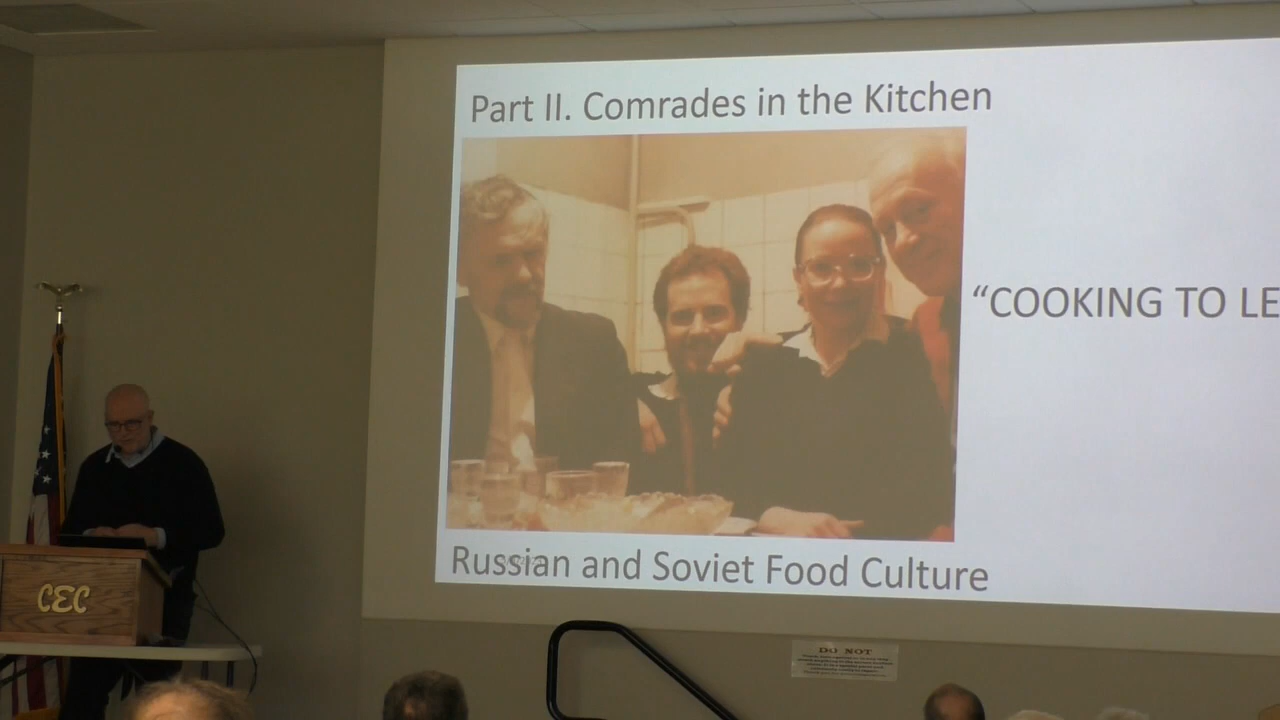 Part II. Comrades in the Kitchen
“COOKING TO LE
Russian and Soviet Food Culture
CEC
DO NOT